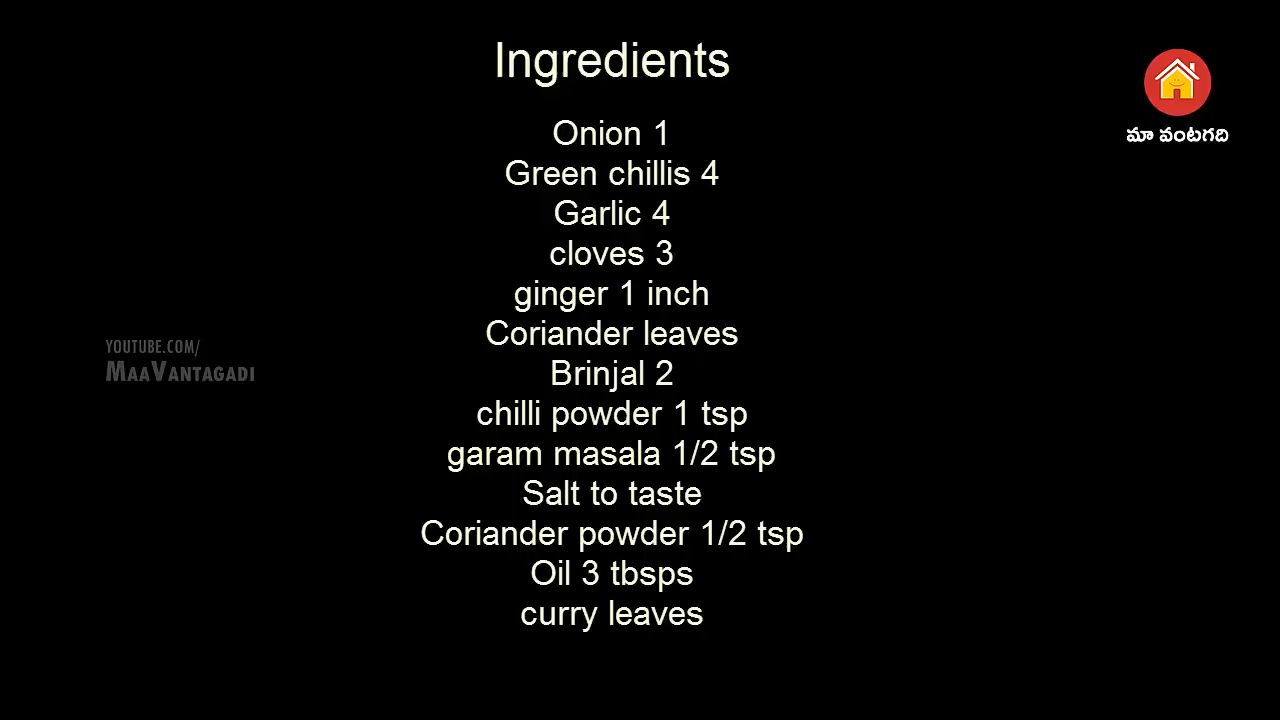 Ingredients
మా వంటగది
Onion 1
Green chillis 4
Garlic 4
cloves 3
ginger 1 inch
Coriander leaves
YOUTUBE.COM/
MAAVANTAGADI
Brinjal 2
chilli powder 1 tsp
garam masala 1/2 tsp
Salt to taste
Coriander powder 1/2 tsp
Oil 3 tbsps
curry leaves